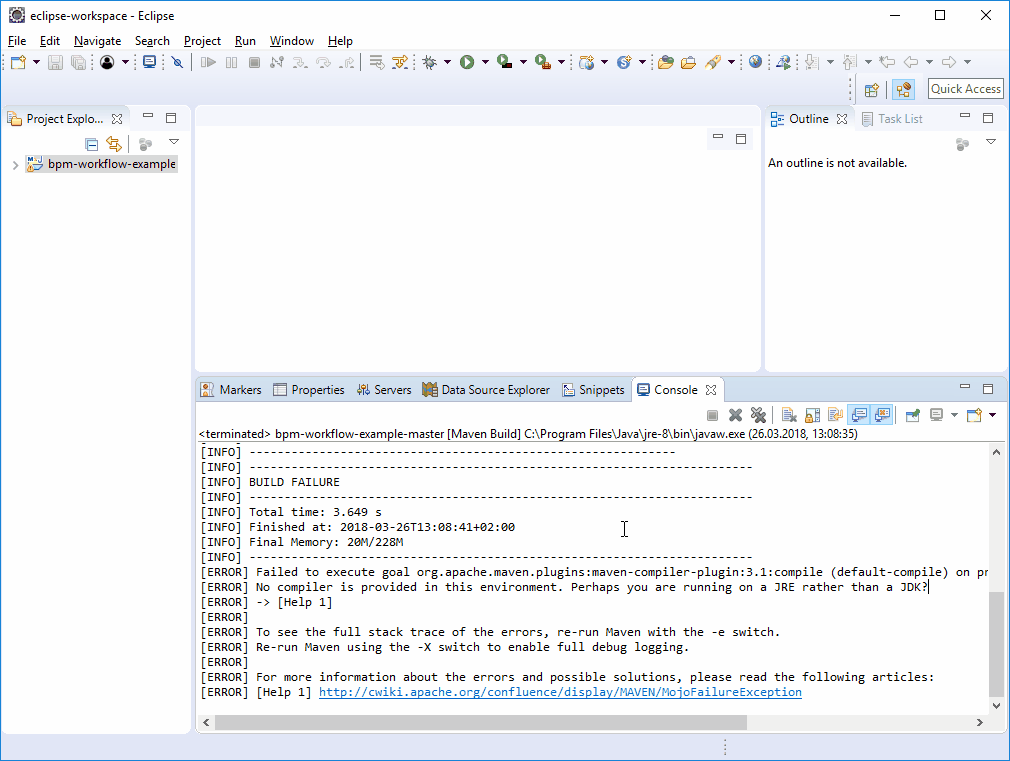 eclipse-workspace - Eclipse
File Edit Navigate Search Project Run Window Help
Quick Access
Project Explo...
Outline Task List
bpm-workflow-example
An outline is not available.
Markers Properties Servers Data Source Explorer Snippets Console
<terminated> bpm-workflow-example-master [Maven Build] C:\Program Files\Java\jre-8\bin\javaw.exe (26.03.2018, 13:08:35)
[INFO] ------------------------------------------------------------
[INFO] ------------------------------------------------------------------------
[INFO] BUILD FAILURE
[INFO] ------------------------------------------------------------------------
[INFO] Total time: 3.649 s
[INFO] Finished at: 2018-03-26T13:08:41+02:00
[INFO] Final Memory: 20M/228M
[INFO] ------------------------------------------------------------------------
[ERROR] Failed to execute goal org.apache.maven.plugins:maven-compiler-plugin:3.1:compile (default-compile) on pr
[ERROR] No compiler is provided in this environment. Perhaps you are running on a JRE rather than a JDK?
[ERROR] -> [Help 1]
[ERROR]
[ERROR] To see the full stack trace of the errors, re-run Maven with the -e switch.
[ERROR] Re-run Maven using the -X switch to enable full debug logging.
[ERROR]
[ERROR] For more information about the errors and possible solutions, please read the following articles:
[ERROR] [Help 1] http://cwiki.apache.org/confluence/display/MAVEN/MojoFailureException